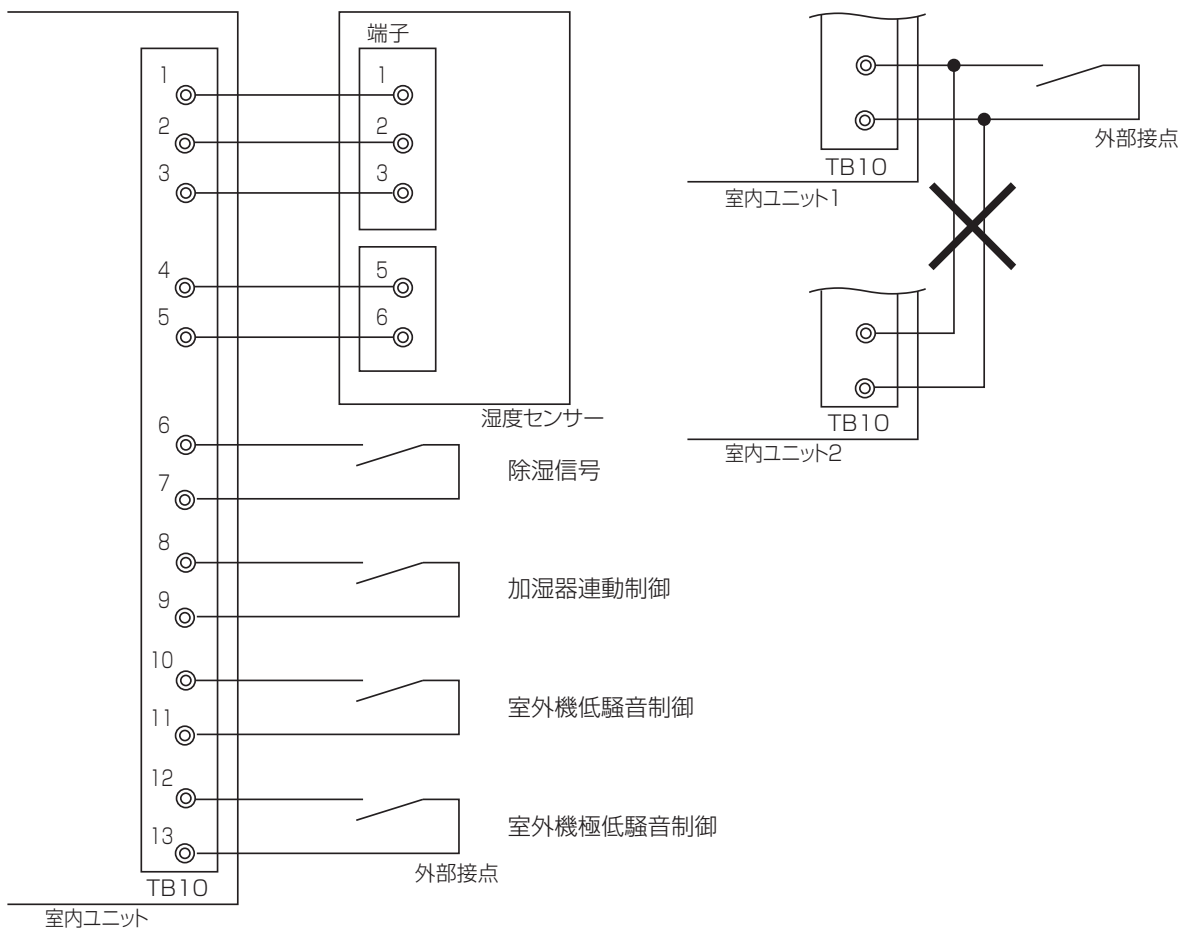 端子
1
1
2
2
3
3
4
5
5
6
湿度センサー
6
除湿信号
7
8
加湿器連動制御
9
10
室外機低騒音制御
11
12
室外機極低騒音制御
13
外部接点
TB10
室内ユニット
外部接点
TB10
室内ユニット1
TB10
室内ユニット2